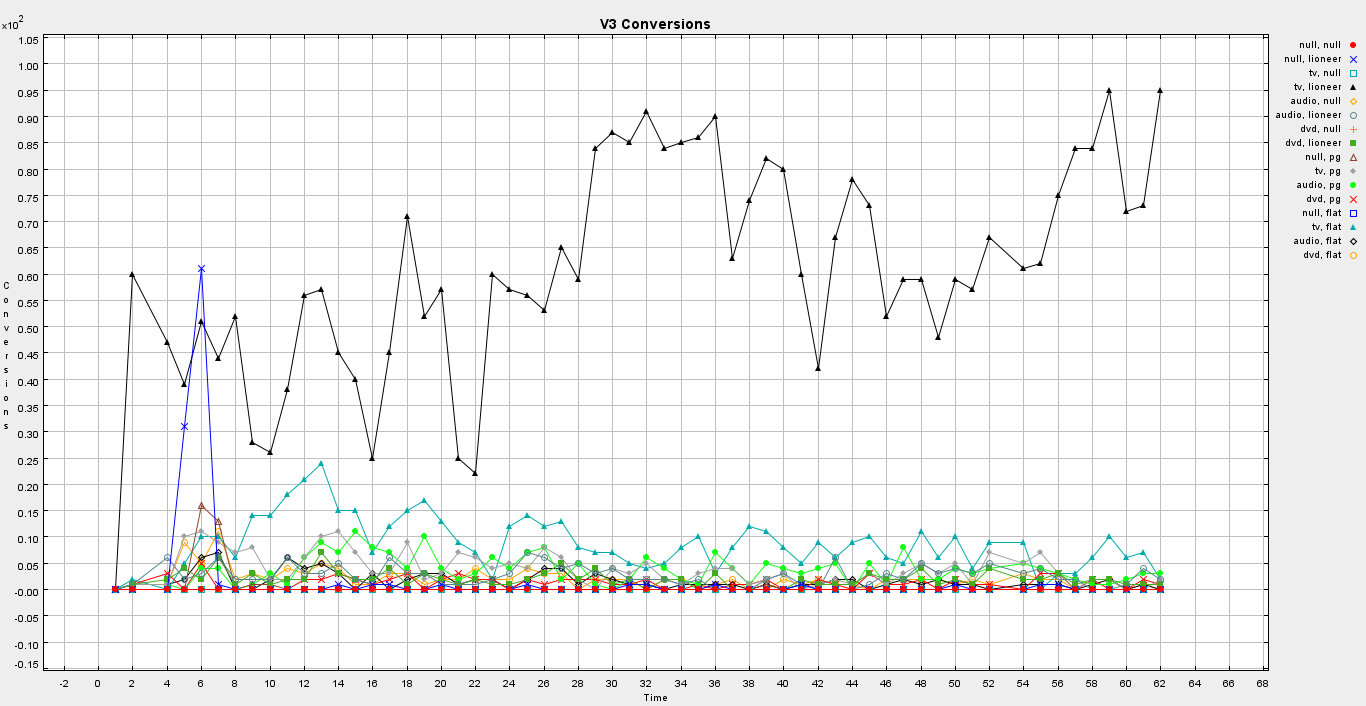 V3 Conversions
×10²
1.05
1.00
0.95
0.90
0.85
0.80
0.75
0.70
0.65
0.60
0.55
0.50
0.45
0.40
0.35
0.30
0.25
0.20
0.15
0.10
0.05
-0.00
-0.05
-0.10
-0.15
Conversions
-2 0 2 4 6 8 10 12 14 16 18 20 22 24 26 28 30 32 34 36 38 40 42 44 46 48 50 52 54 56 58 60 62 64 66 68
Time
null, null
null, lioneer
tv, null
tv, lioneer
audio, null
audio, lioneer
dvd, null
dvd, lioneer
null, pg
tv, pg
audio, pg
dvd, pg
null, flat
tv, flat
audio, flat
dvd, flat